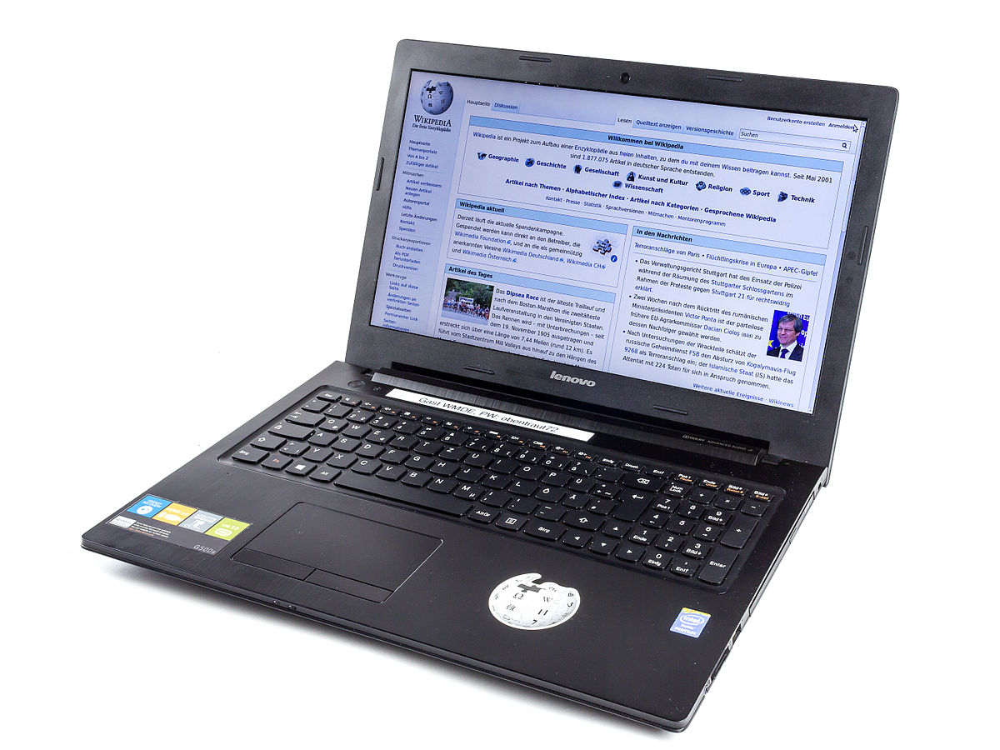 WIKIPEDIA
Die freie Enzyklopädie
Hauptseite
Diskussion
Lesen
Quelltext anzeigen
Versionsgeschichte
Benutzerkonto erstellen
Anmelden
Suchen
Hauptseite
Themenportale
Von A bis Z
Zufälliger Artikel
Mitmachen
Artikel verbessern
Neuen Artikel
anlegen
Autorenportal
Hilfe
Letzte Änderungen
Kontakt
Spenden
Drucken/exportieren
Buch erstellen
Als PDF
herunterladen
Druckversion
Werkzeuge
Links auf diese
Seite
Änderungen an
verlinkten Seiten
Spezialseiten
Permanenter Link
Seiten-
informationen
Willkommen bei Wikipedia
Wikipedia ist ein Projekt zum Aufbau einer Enzyklopädie aus freien Inhalten, zu dem du mit deinem Wissen beitragen kannst. Seit Mai 2001
sind 1.877.075 Artikel in deutscher Sprache entstanden.
Geographie
Geschichte
Gesellschaft
Kunst und Kultur
Religion
Sport
Technik
Wissenschaft
Artikel nach Themen · Alphabetischer Index · Artikel nach Kategorien · Gesprochene Wikipedia
Kontakt · Presse · Statistik · Sprachversionen · Mitmachen · Mentorenprogramm
Wikipedia aktuell
Derzeit läuft die aktuelle Spendenkampagne.
Gespendet werden kann direkt an den Betreiber, die
Wikimedia Foundation, und an die als gemeinnützig
anerkannten Vereine Wikimedia Deutschland, Wikimedia CH
und Wikimedia Österreich.
Artikel des Tages
Das Dipsea Race ist der älteste Traillauf und
nach dem Boston-Marathon die zweitälteste
Laufveranstaltung in den Vereinigten Staaten.
Das Rennen wird – mit Unterbrechungen – seit
dem 19. November 1905 ausgetragen und
erstreckt sich über eine Länge von 7,44 Meilen (rund 12 km). Es
führt vom Stadtzentrum Mill Valleys aus hinauf zu den Hängen des
In den Nachrichten
Terroranschläge von Paris • Flüchtlingskrise in Europa • APEC-Gipfel
• Das Verwaltungsgericht Stuttgart hat den Einsatz der Polizei
während der Räumung des Stuttgarter Schlossgartens im
Rahmen der Proteste gegen Stuttgart 21 für rechtswidrig
erklärt.
• Zwei Wochen nach dem Rücktritt des rumänischen
Ministerpräsidenten Victor Ponta ist der parteilose
frühere EU-Agrarkommissar Dacian Cioloș (Bild) zu
dessen Nachfolger gewählt worden.
• Nach Untersuchungen der Wrackteile schätzt der
russische Geheimdienst FSB den Absturz von Kogalymavia-Flug
9268 als Terroranschlag ein; der Islamische Staat (IS) hatte das
Attentat mit 224 Toten für sich in Anspruch genommen.
Weitere aktuelle Ereignisse · Wikinews
lenovo
Gast WMDE, PW: obentraut72
DOLBY ADVANCED AUDIO
Q W E R T Z U I O P Ü
A S D F G H J K L Ö Ä
Y X C V B N M
Strg Fn Alt AltGr Strg
Enter
G500s
intel
inside
PENTIUM
Ω W И 7